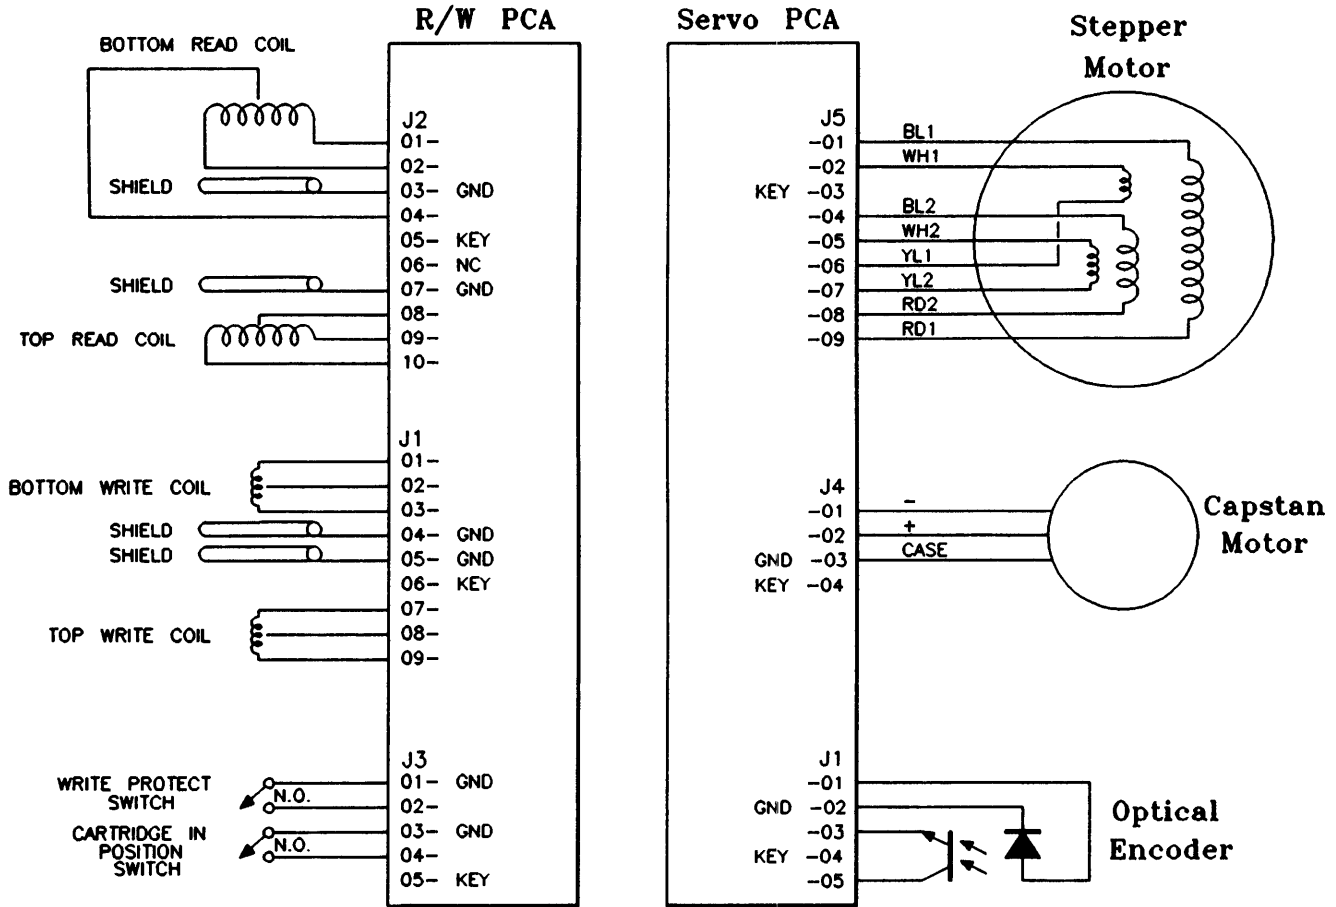 R/W PCA
BOTTOM READ COIL
J2
01-
02-
SHIELD 03- GND
04-
05- KEY
06- NC
SHIELD 07- GND
08-
TOP READ COIL 09-
10-
J1
01-
BOTTOM WRITE COIL 02-
03-
SHIELD 04- GND
SHIELD 05- GND
06- KEY
07-
TOP WRITE COIL 08-
09-
J3
WRITE PROTECT
SWITCH
01- GND
N.O.
02-
CARTRIDGE IN
POSITION
SWITCH
03- GND
N.O.
04-
05- KEY
Servo PCA
Stepper
Motor
J5
-01 BL1
-02 WH1
KEY -03
-04 BL2
-05 WH2
-06 YL1
-07 YL2
-08 RD2
-09 RD1
J4
-01 -
-02 +
GND -03 CASE
KEY -04
Capstan
Motor
J1
-01
GND -02
-03
KEY -04
-05
Optical
Encoder